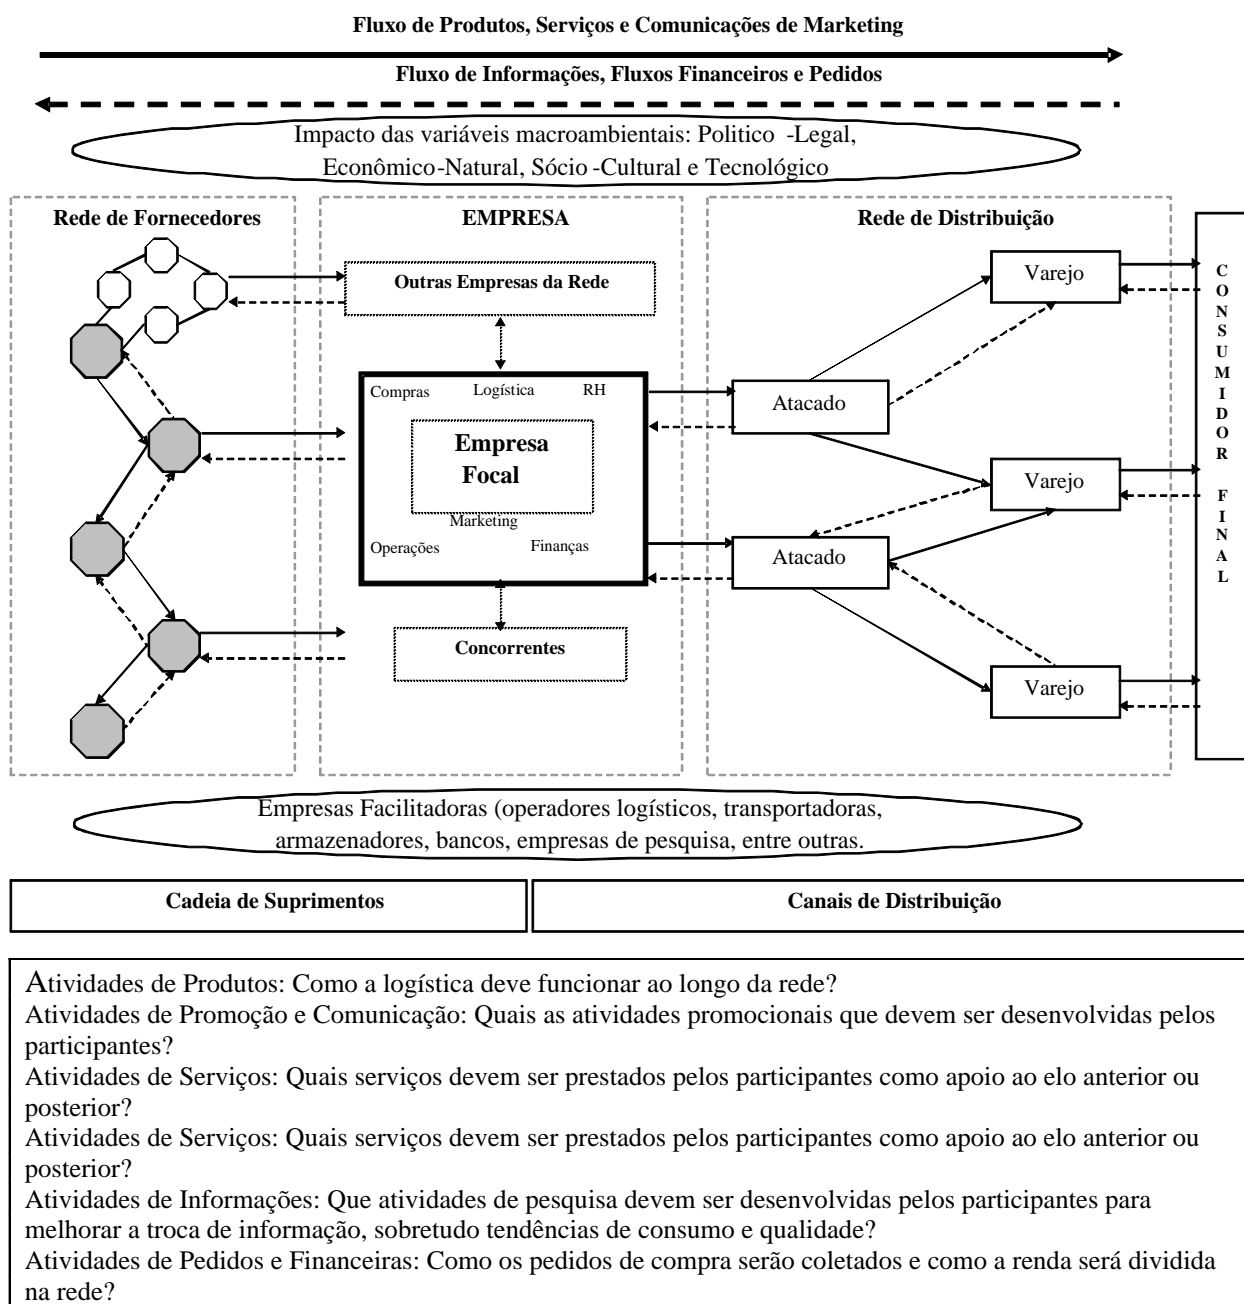 Fluxo de Produtos, Serviços e Comunicações de Marketing
Fluxo de Informações, Fluxos Financeiros e Pedidos
Impacto das variáveis macroambientais: Politico -Legal,
Econômico-Natural, Sócio -Cultural e Tecnológico
Rede de Fornecedores
EMPRESA
Rede de Distribuição
Outras Empresas da Rede
Varejo
Compras
Logística
RH
Atacado
Empresa
Focal
Varejo
Marketing
Operações
Finanças
Atacado
Concorrentes
Varejo
CONSUMIDOR FINAL
Empresas Facilitadoras (operadores logísticos, transportadoras,
armazenadores, bancos, empresas de pesquisa, entre outras.
Cadeia de Suprimentos
Canais de Distribuição
Atividades de Produtos: Como a logística deve funcionar ao longo da rede?
Atividades de Promoção e Comunicação: Quais as atividades promocionais que devem ser desenvolvidas pelos
participantes?
Atividades de Serviços: Quais serviços devem ser prestados pelos participantes como apoio ao elo anterior ou
posterior?
Atividades de Serviços: Quais serviços devem ser prestados pelos participantes como apoio ao elo anterior ou
posterior?
Atividades de Informações: Que atividades de pesquisa devem ser desenvolvidas pelos participantes para
melhorar a troca de informação, sobretudo tendências de consumo e qualidade?
Atividades de Pedidos e Financeiras: Como os pedidos de compra serão coletados e como a renda será dividida
na rede?